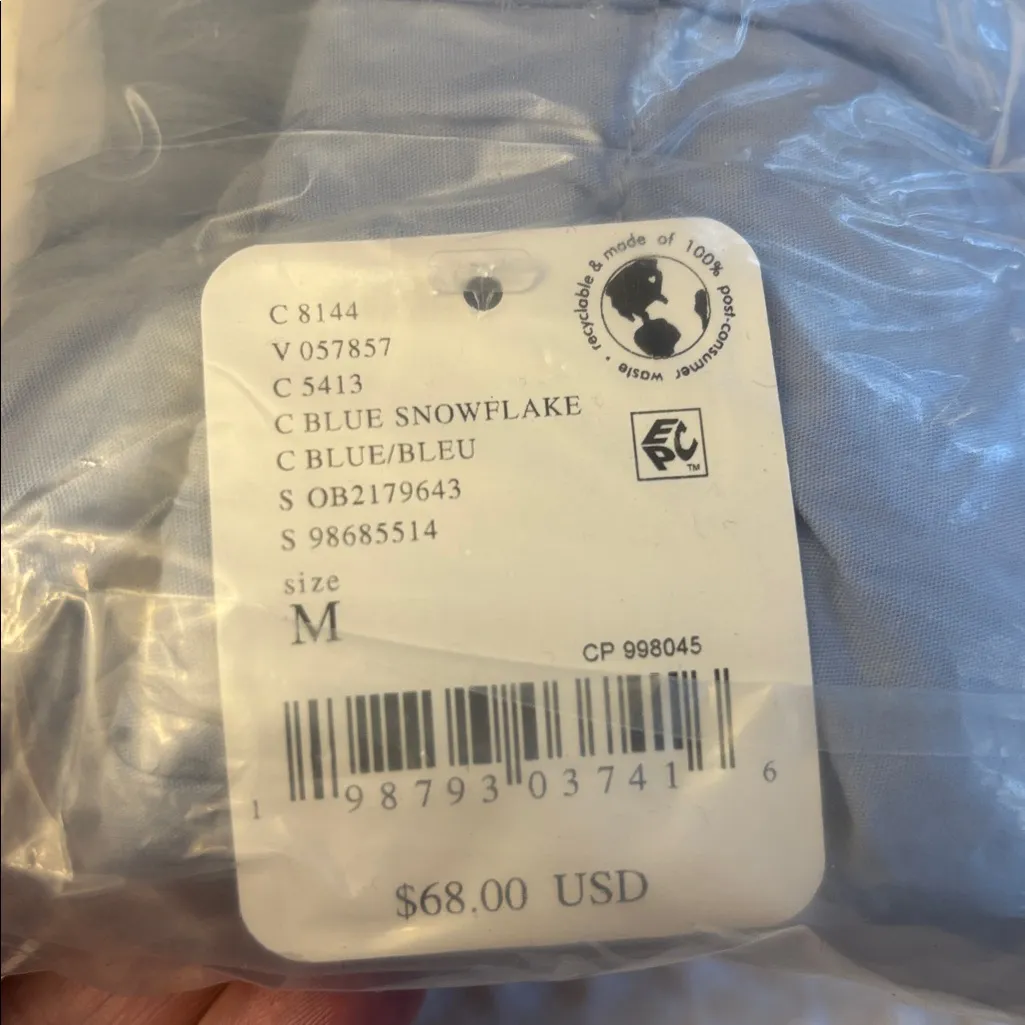 C 8144
V 057857
C 5413
C BLUE SNOWFLAKE
C BLUE/BLEU
S OB2179643
S 98685514
size
M
recyclable & made of 100% post-consumer waste •
EPC™
CP 998045
1 98793 03741 6
$68.00 USD